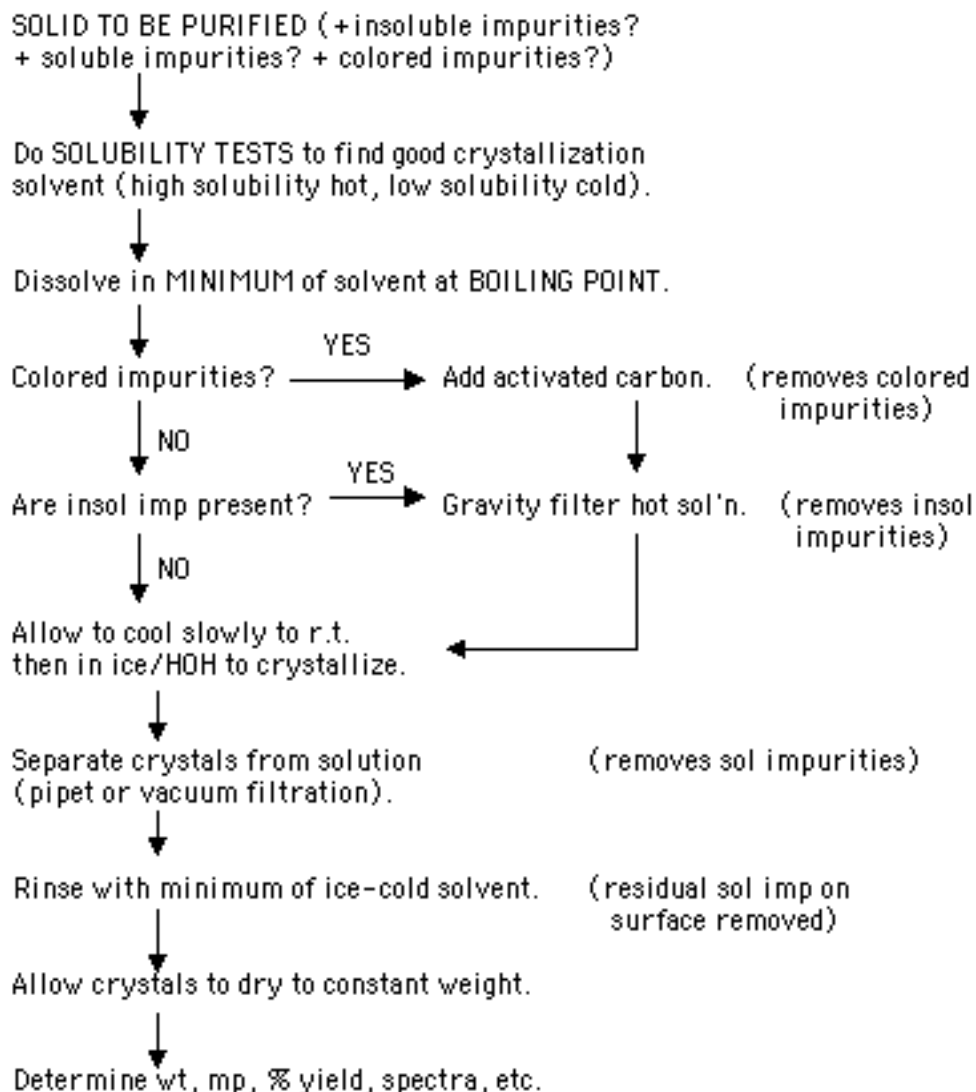 SOLID TO BE PURIFIED (+insoluble impurities?
+ soluble impurities? + colored impurities?)
Do SOLUBILITY TESTS to find good crystallization
solvent (high solubility hot, low solubility cold).
Dissolve in MINIMUM of solvent at BOILING POINT.
YES
Colored impurities?
Add activated carbon.
(removes colored
impurities)
NO
YES
Are insol imp present?
Gravity filter hot sol'n.
(removes insol
impurities)
NO
Allow to cool slowly to r.t.
then in ice/HOH to crystallize.
Separate crystals from solution
(pipet or vacuum filtration).
(removes sol impurities)
Rinse with minimum of ice-cold solvent.
(residual sol imp on
surface removed)
Allow crystals to dry to constant weight.
Determine wt, mp, % yield, spectra, etc.